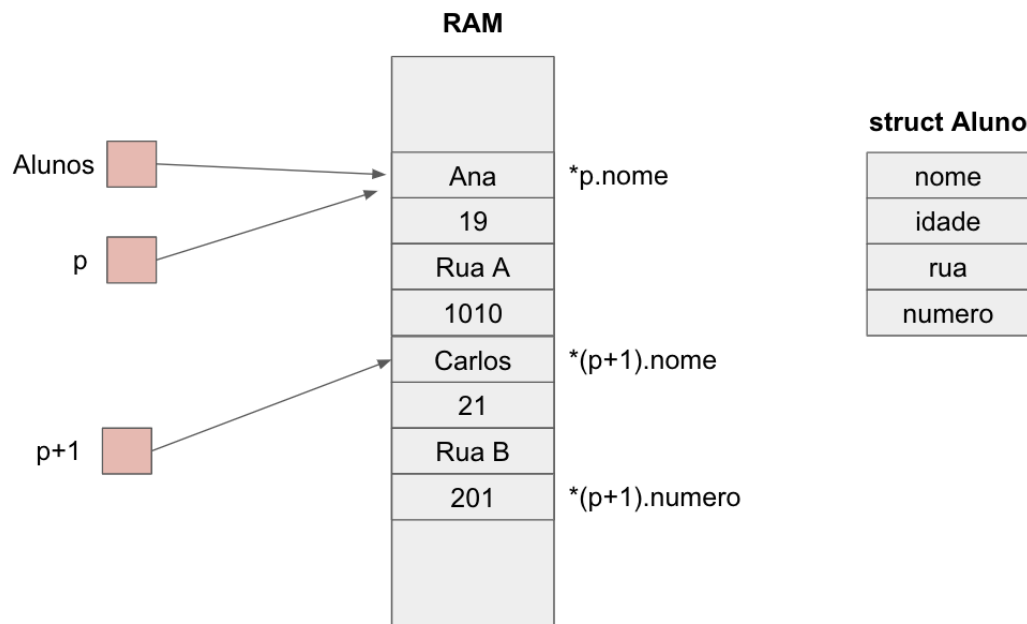 RAM
struct Aluno
Alunos
Ana
*p.nome
nome
19
idade
p
Rua A
rua
1010
numero
Carlos
*(p+1).nome
21
p+1
Rua B
201
*(p+1).numero